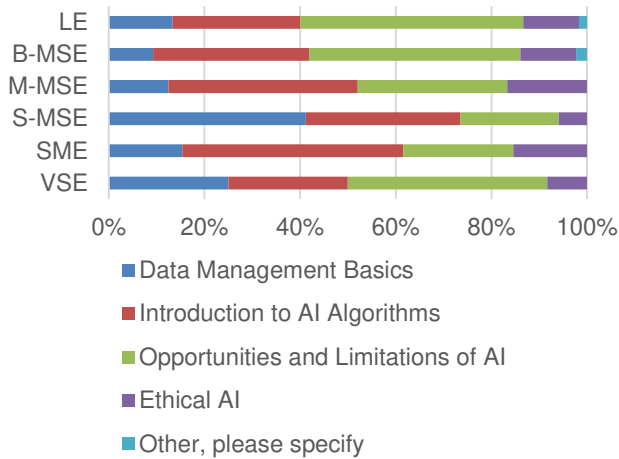 LE
B-MSE
M-MSE
S-MSE
SME
VSE
0% 20% 40% 60% 80% 100%
Data Management Basics
Introduction to AI Algorithms
Opportunities and Limitations of AI
Ethical AI
Other, please specify